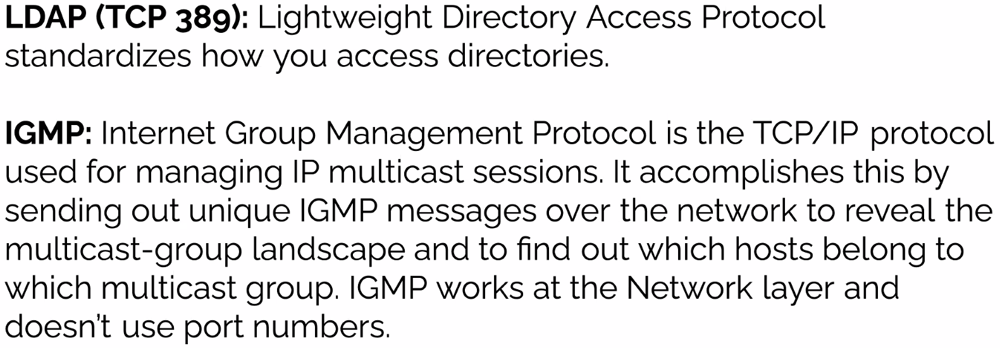 LDAP (TCP 389): Lightweight Directory Access Protocol
standardizes how you access directories.
IGMP: Internet Group Management Protocol is the TCP/IP protocol
used for managing IP multicast sessions. It accomplishes this by
sending out unique IGMP messages over the network to reveal the
multicast-group landscape and to find out which hosts belong to
which multicast group. IGMP works at the Network layer and
doesn’t use port numbers.